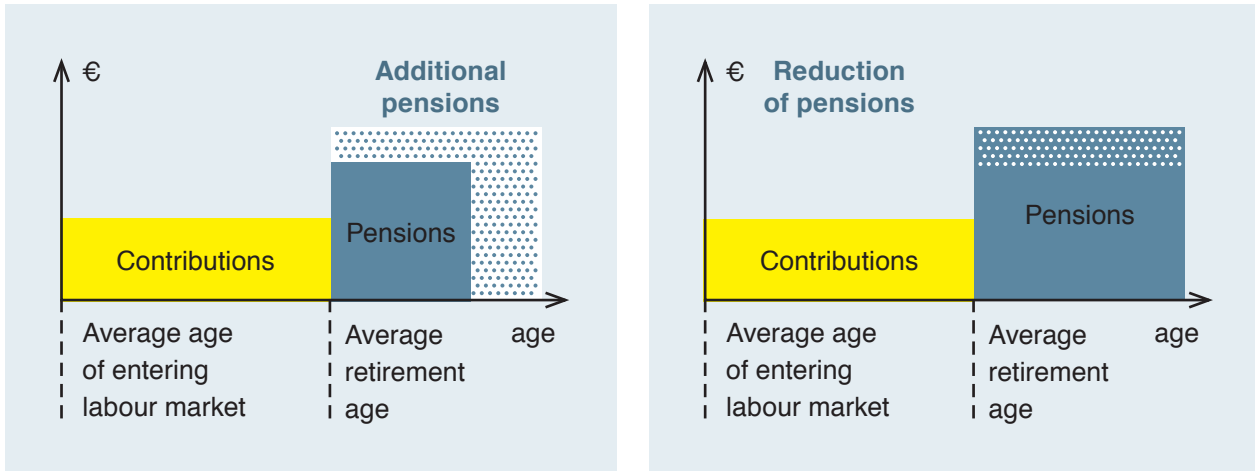 €
Additional
pensions
Pensions
Contributions
Average age
of entering
labour market
Average
retirement
age
age
€
Reduction
of pensions
Pensions
Contributions
Average age
of entering
labour market
Average
retirement
age
age